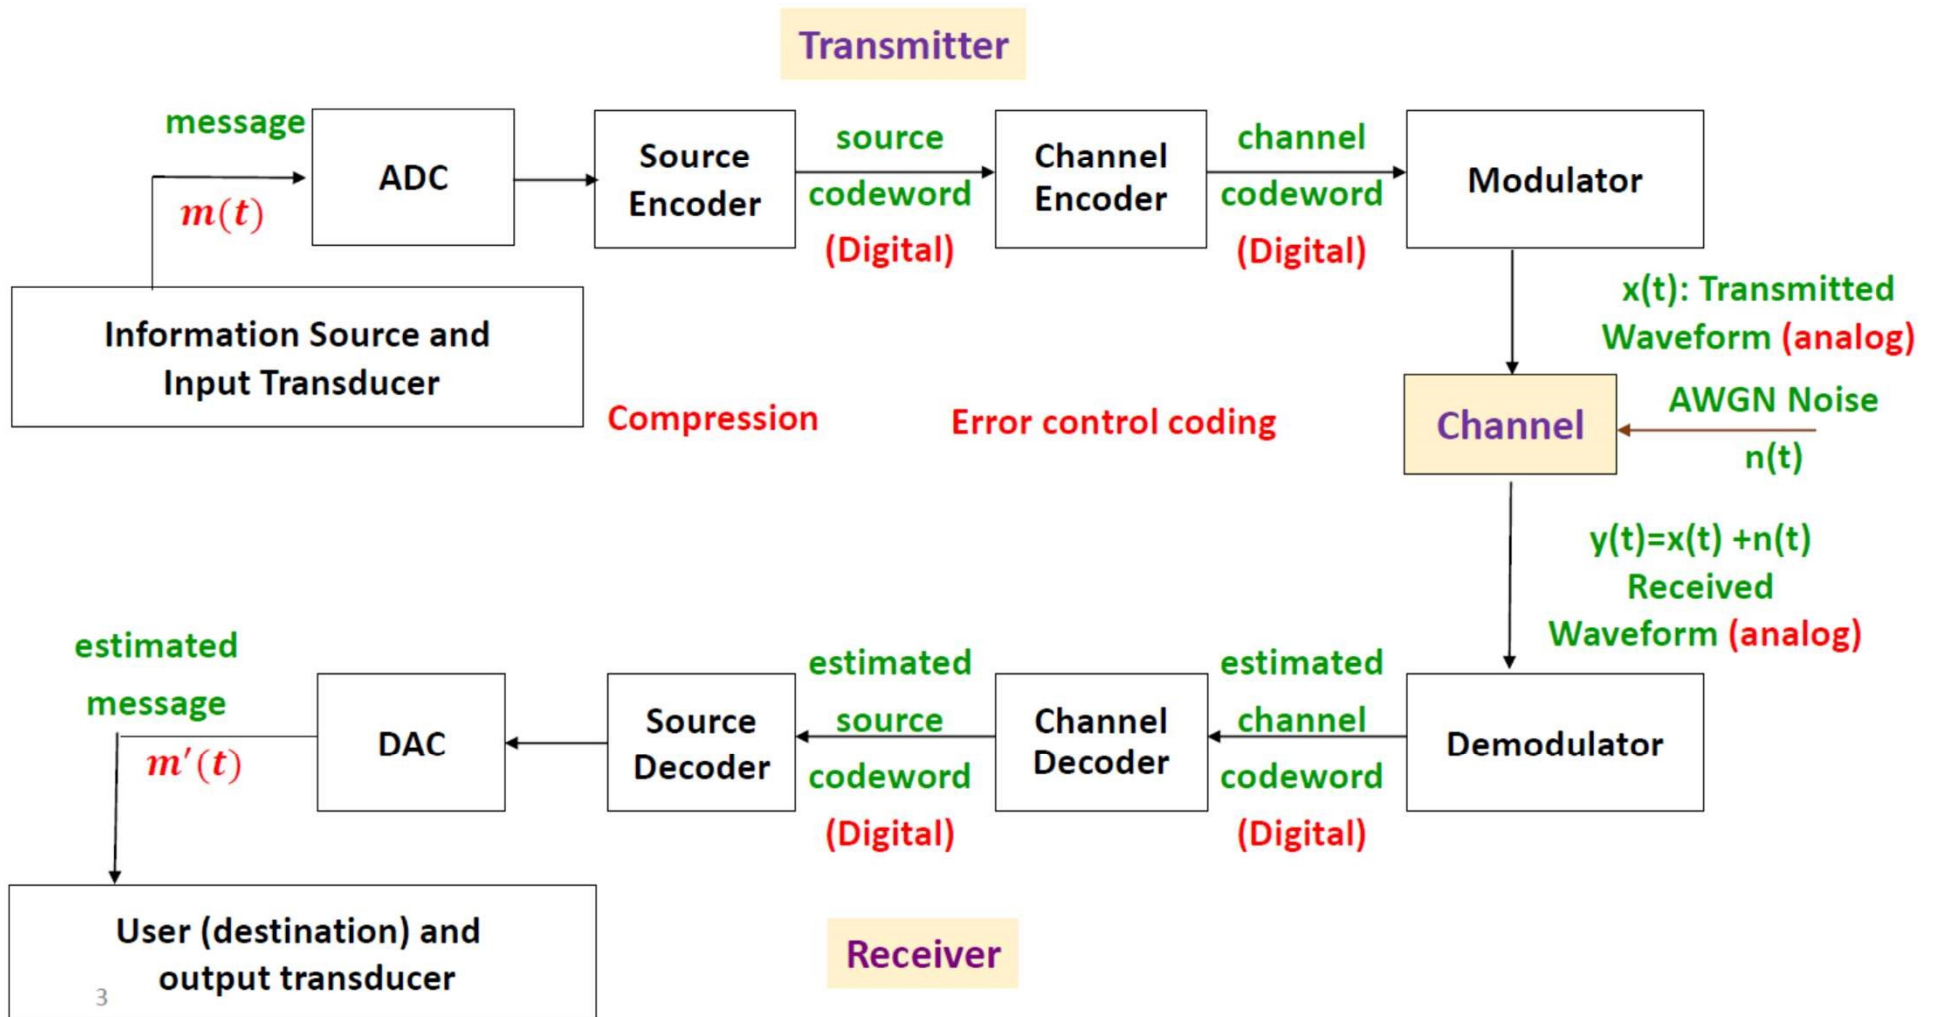 Transmitter
message
m(t)
ADC
Source
Encoder
source
codeword
(Digital)
Channel
Encoder
channel
codeword
(Digital)
Modulator
Information Source and
Input Transducer
Compression
Error control coding
x(t): Transmitted
Waveform (analog)
Channel
AWGN Noise
n(t)
y(t)=x(t) +n(t)
Received
Waveform (analog)
Demodulator
estimated
channel
codeword
(Digital)
Channel
Decoder
estimated
source
codeword
(Digital)
Source
Decoder
DAC
estimated
message
m′(t)
User (destination) and
output transducer
Receiver
3